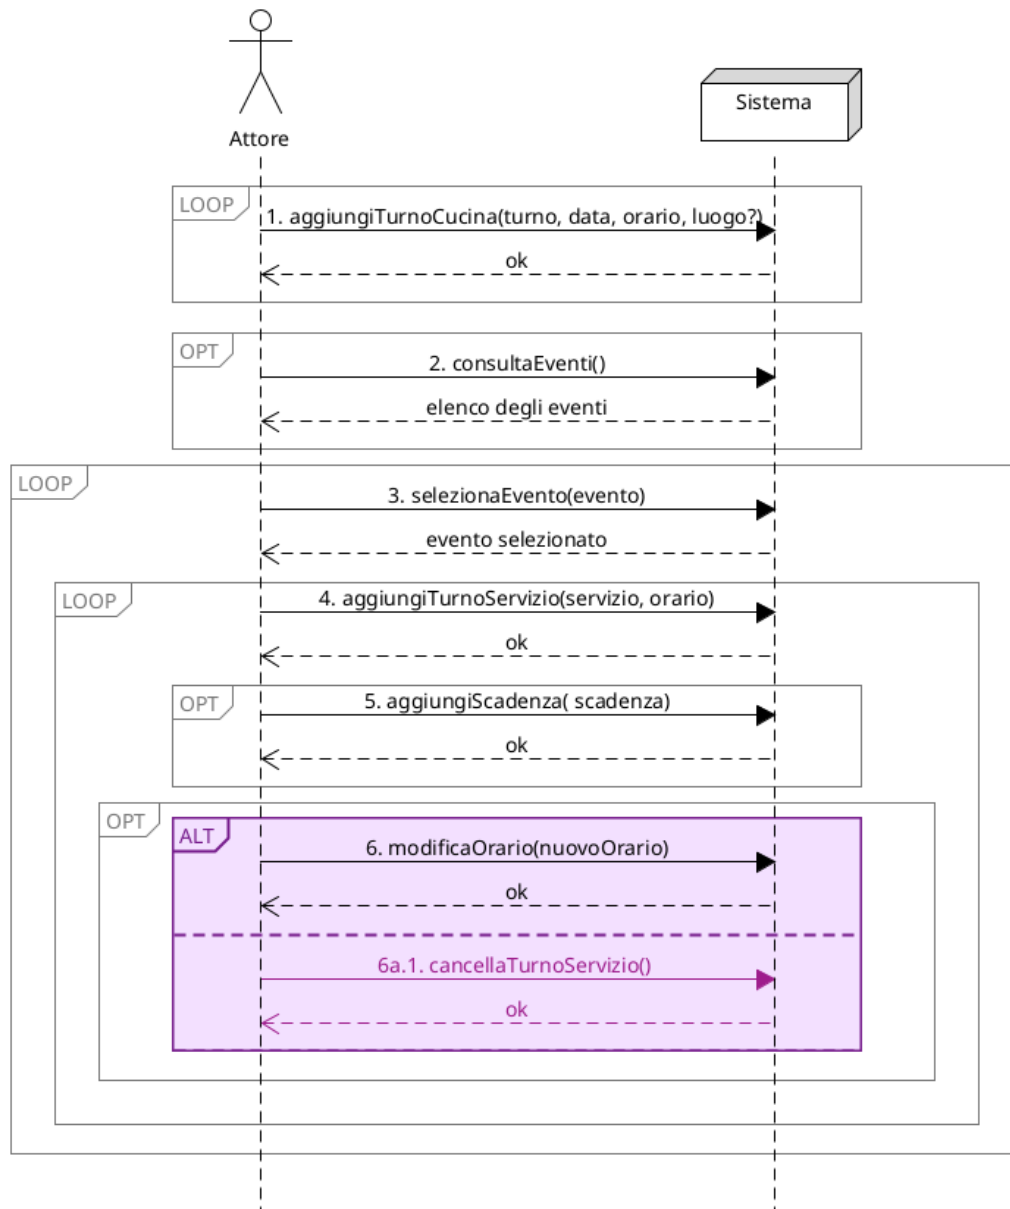 Attore
Sistema
LOOP
1. aggiungiTurnoCucina(turno, data, orario, luogo?)
ok
OPT
2. consultaEventi()
elenco degli eventi
LOOP
3. selezionaEvento(evento)
evento selezionato
LOOP
4. aggiungiTurnoServizio(servizio, orario)
ok
OPT
5. aggiungiScadenza( scadenza)
ok
OPT
ALT
6. modificaOrario(nuovoOrario)
ok
6a.1. cancellaTurnoServizio()
ok